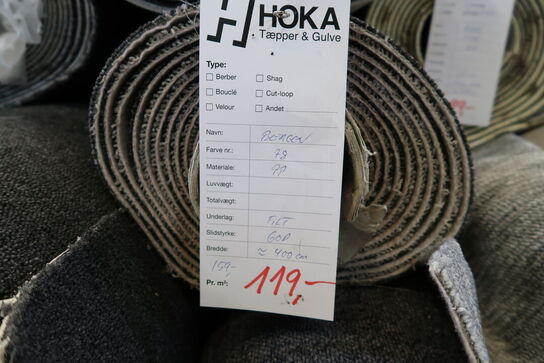 HOKA
Tæpper & Gulve
Type:
Berber Shag
Bouclé Cut-loop
Velour Andet
Navn: BERGEN
Farve nr.: 78
Materiale: PP
Luvvægt:
Totalvægt:
Underlag: FILT
Slidstyrke: GOD
Bredde: ≈ 400 cm
159,-
Pr. m²: 119,-